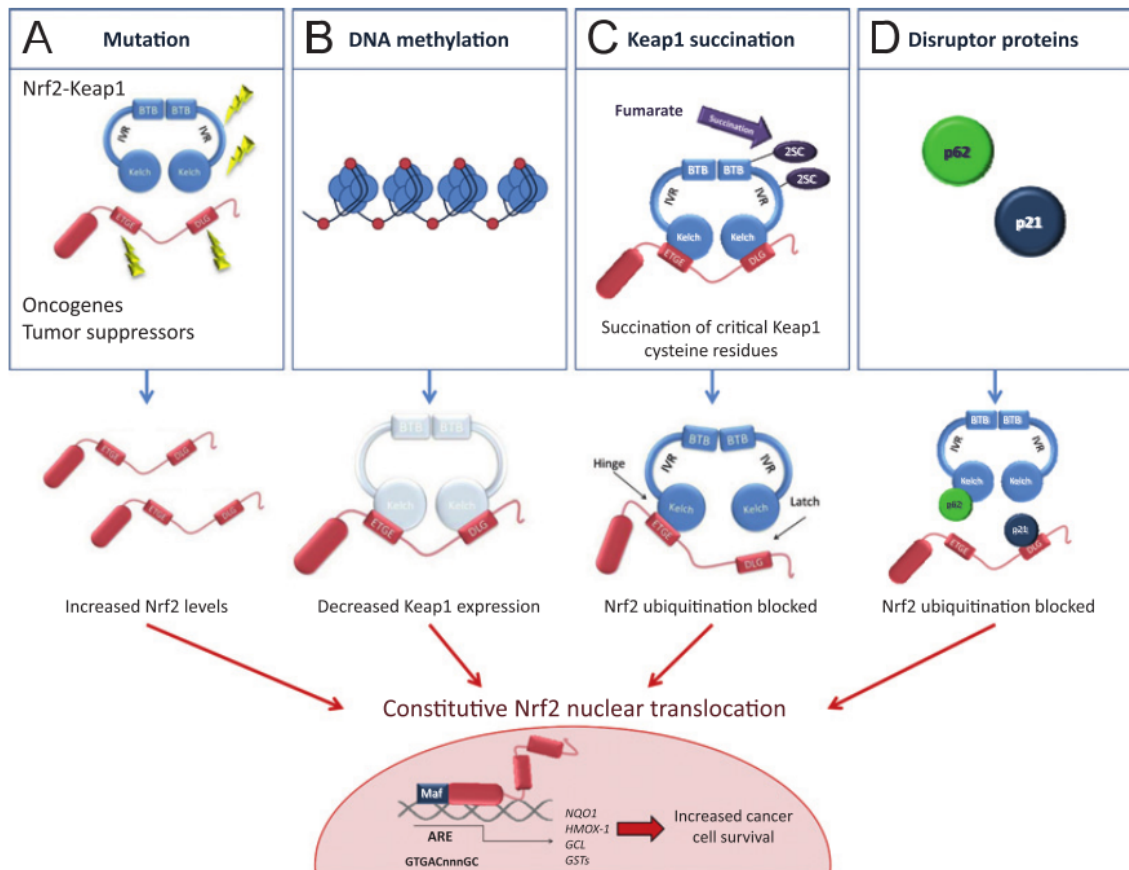 A Mutation
Nrf2-Keap1
BTB BTB
IVR IVR
Kelch Kelch
ETGE DLG
Oncogenes
Tumor suppressors
B DNA methylation
C Keap1 succination
Fumarate
Succination
2SC
BTB BTB
2SC
IVR IVR
Kelch Kelch
ETGE DLG
Succination of critical Keap1
cysteine residues
D Disruptor proteins
p62
p21
ETGE DLG
ETGE DLG
Increased Nrf2 levels
BTB BTB
Kelch Kelch
ETGE DLG
Decreased Keap1 expression
BTB BTB
Hinge
IVR IVR
Kelch Kelch
Latch
ETGE
DLG
Nrf2 ubiquitination blocked
BTB BTB
IVR IVR
Kelch Kelch
p62
p21
ETGE DLG
Nrf2 ubiquitination blocked
Constitutive Nrf2 nuclear translocation
Maf
ARE
GTGACnnnGC
NQO1
HMOX-1
GCL
GSTs
Increased cancer
cell survival